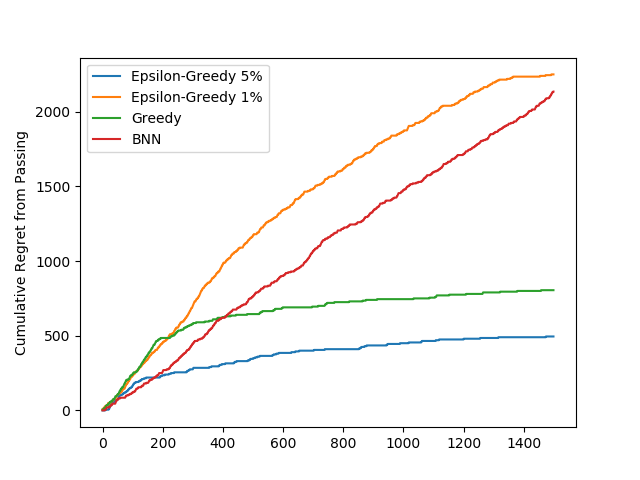 Epsilon-Greedy 5%
Epsilon-Greedy 1%
Greedy
BNN
Cumulative Regret from Passing
2000
1500
1000
500
0
0 200 400 600 800 1000 1200 1400